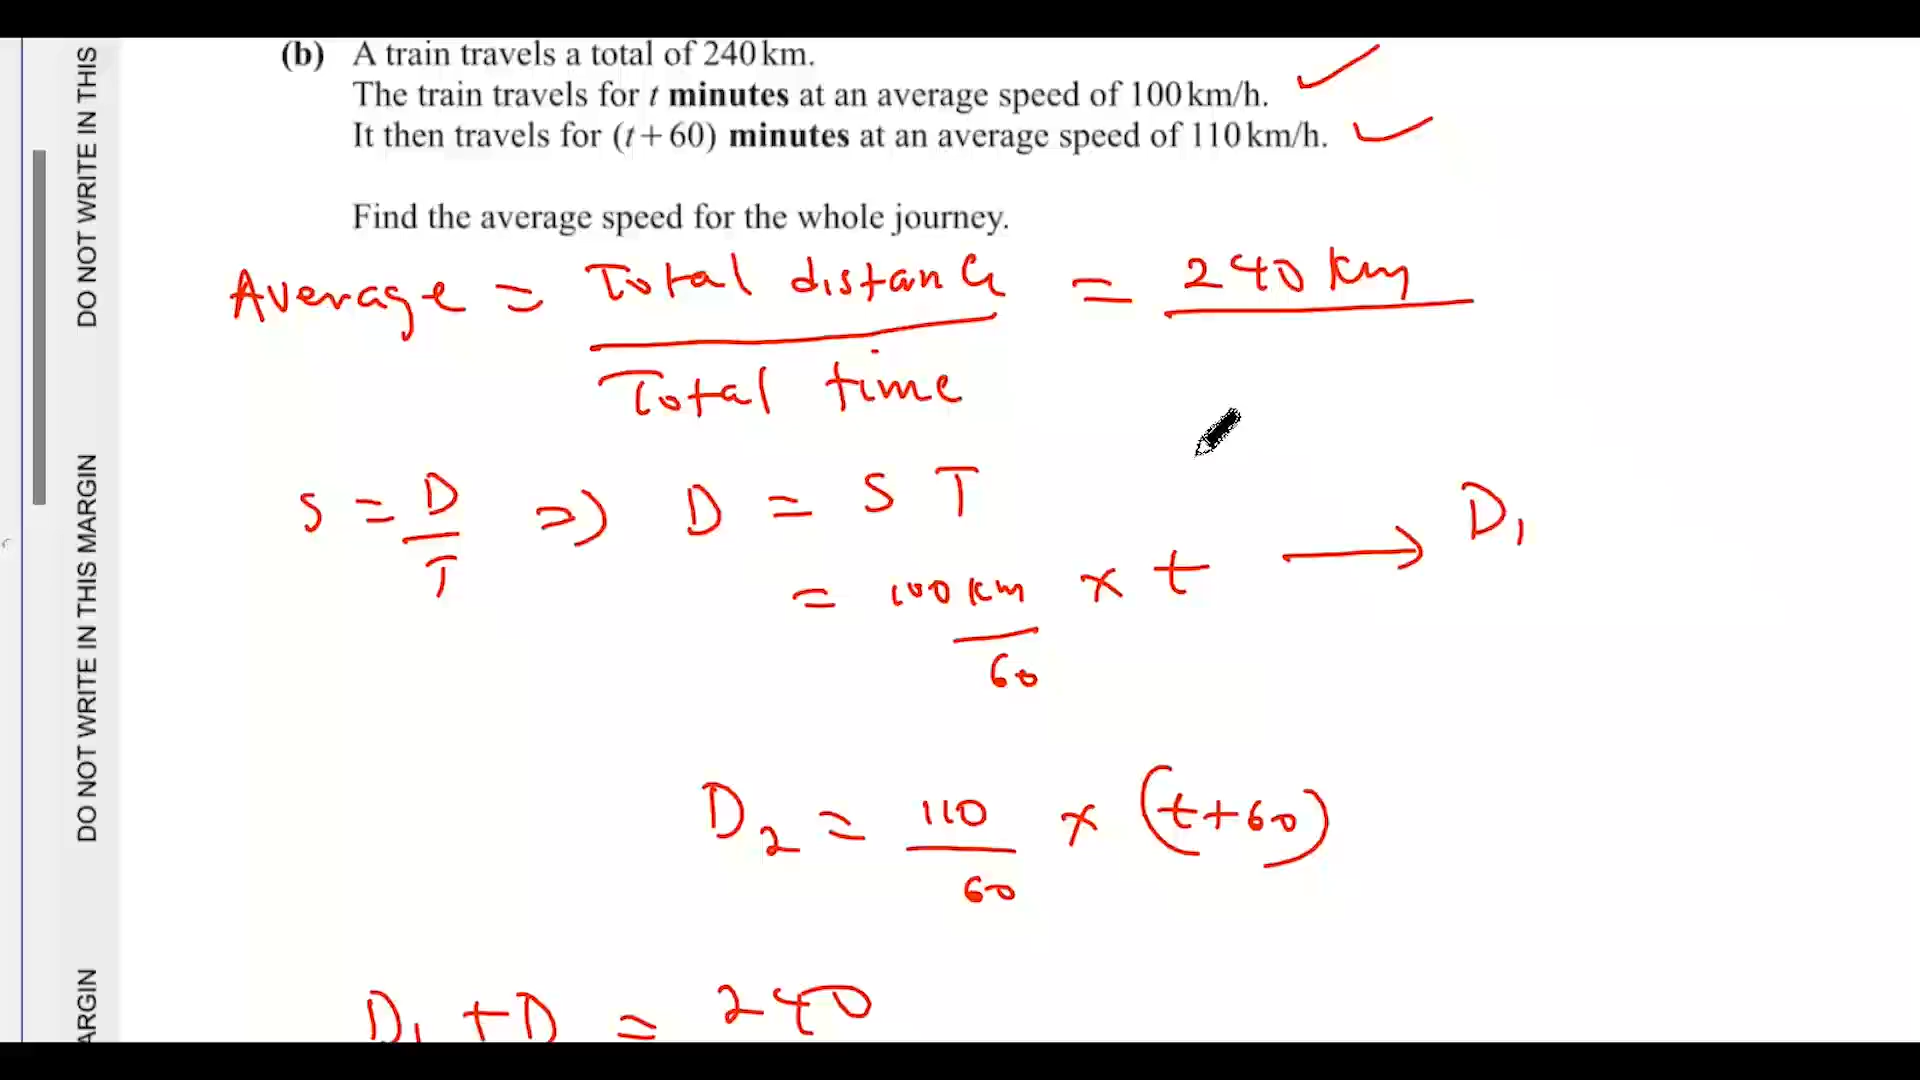 (b) A train travels a total of 240 km.
The train travels for t minutes at an average speed of 100 km/h.
It then travels for (t + 60) minutes at an average speed of 110 km/h.
Find the average speed for the whole journey.
Average = Total distance / Total time = 240 km
S = D/T => D = S T
= 100 km/60 × t → D₁
D₂ = 110/60 × (t+60)
D₁ + D = 240
DO NOT WRITE IN THIS
DO NOT WRITE IN THIS MARGIN
ARGIN